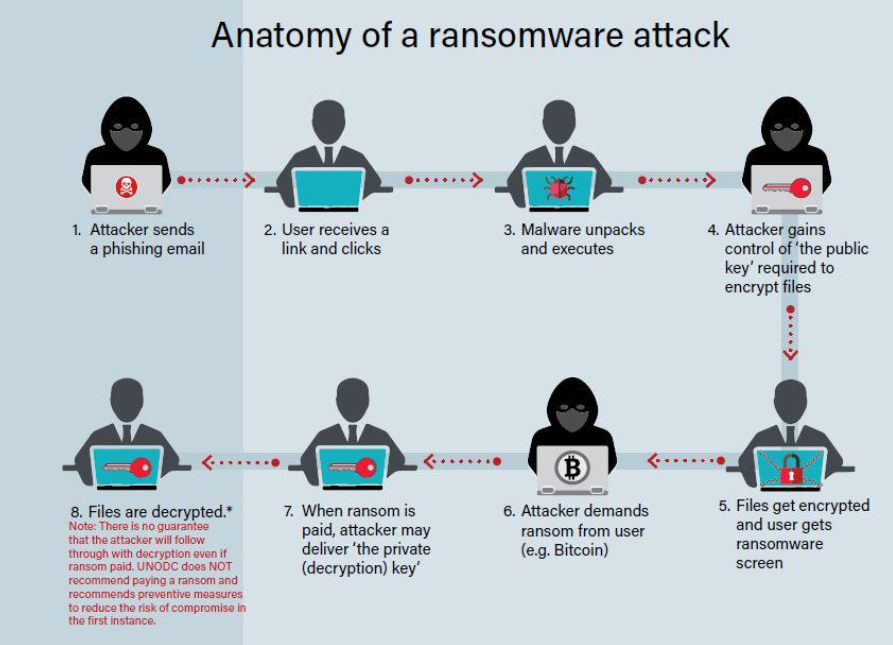 Anatomy of a ransomware attack
1. Attacker sends
a phishing email
2. User receives a
link and clicks
3. Malware unpacks
and executes
4. Attacker gains
control of ‘the public
key’ required to
encrypt files
8. Files are decrypted.*
Note: There is no guarantee
that the attacker will follow
through with decryption even if
ransom paid. UNODC does NOT
recommend paying a ransom and
recommends preventive measures
to reduce the risk of compromise in
the first instance.
7. When ransom is
paid, attacker may
deliver ‘the private
(decryption) key’
6. Attacker demands
ransom from user
(e.g. Bitcoin)
5. Files get encrypted
and user gets
ransomware
screen